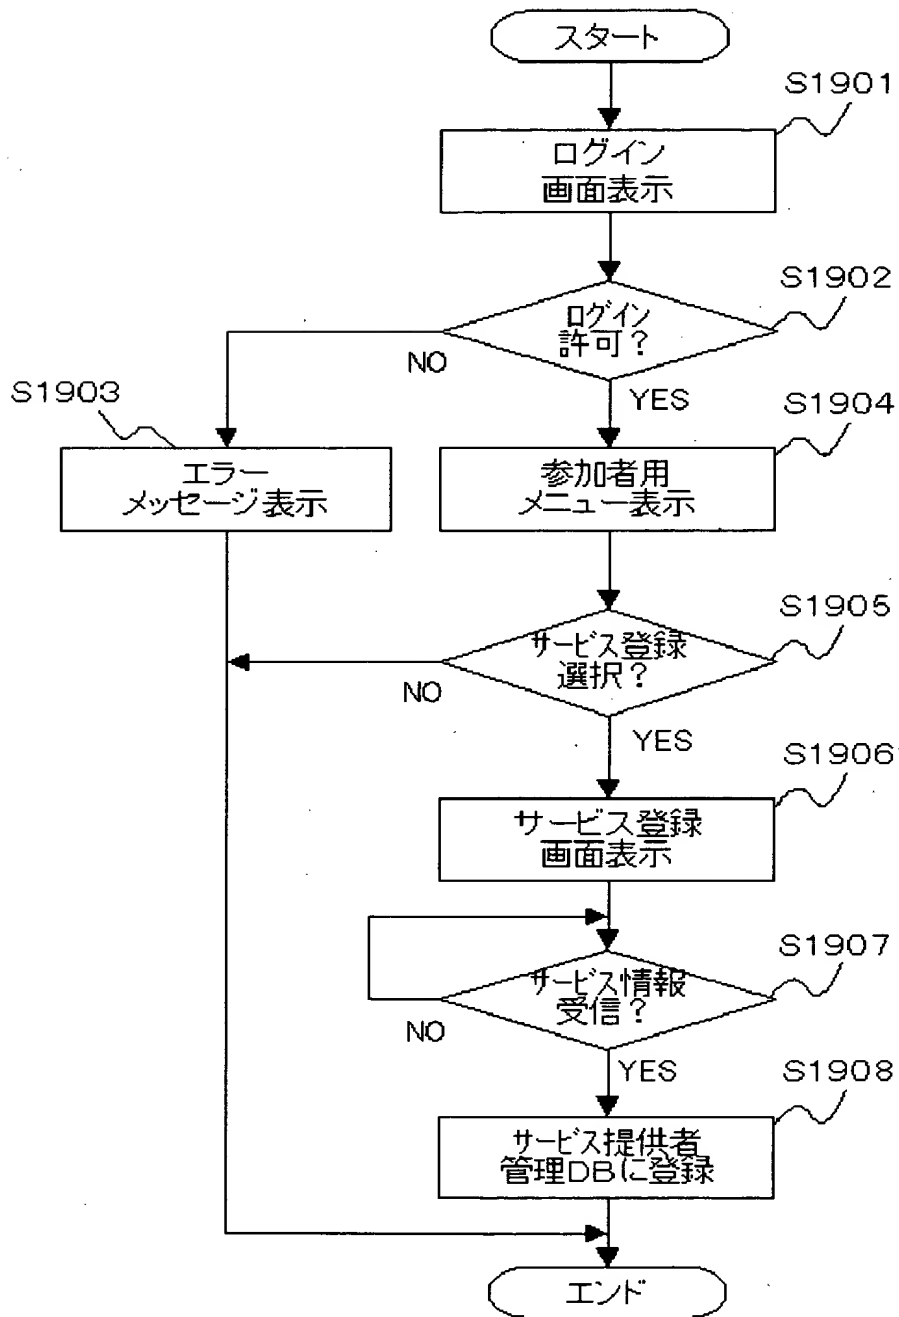 スタート
S1901
ログイン
画面表示
S1902
ログイン
許可？
NO
YES
S1903
エラー
メッセージ表示
S1904
参加者用
メニュー表示
S1905
サービス登録
選択？
NO
YES
S1906
サービス登録
画面表示
S1907
サービス情報
受信？
NO
YES
S1908
サービス提供者
管理DBに登録
エンド